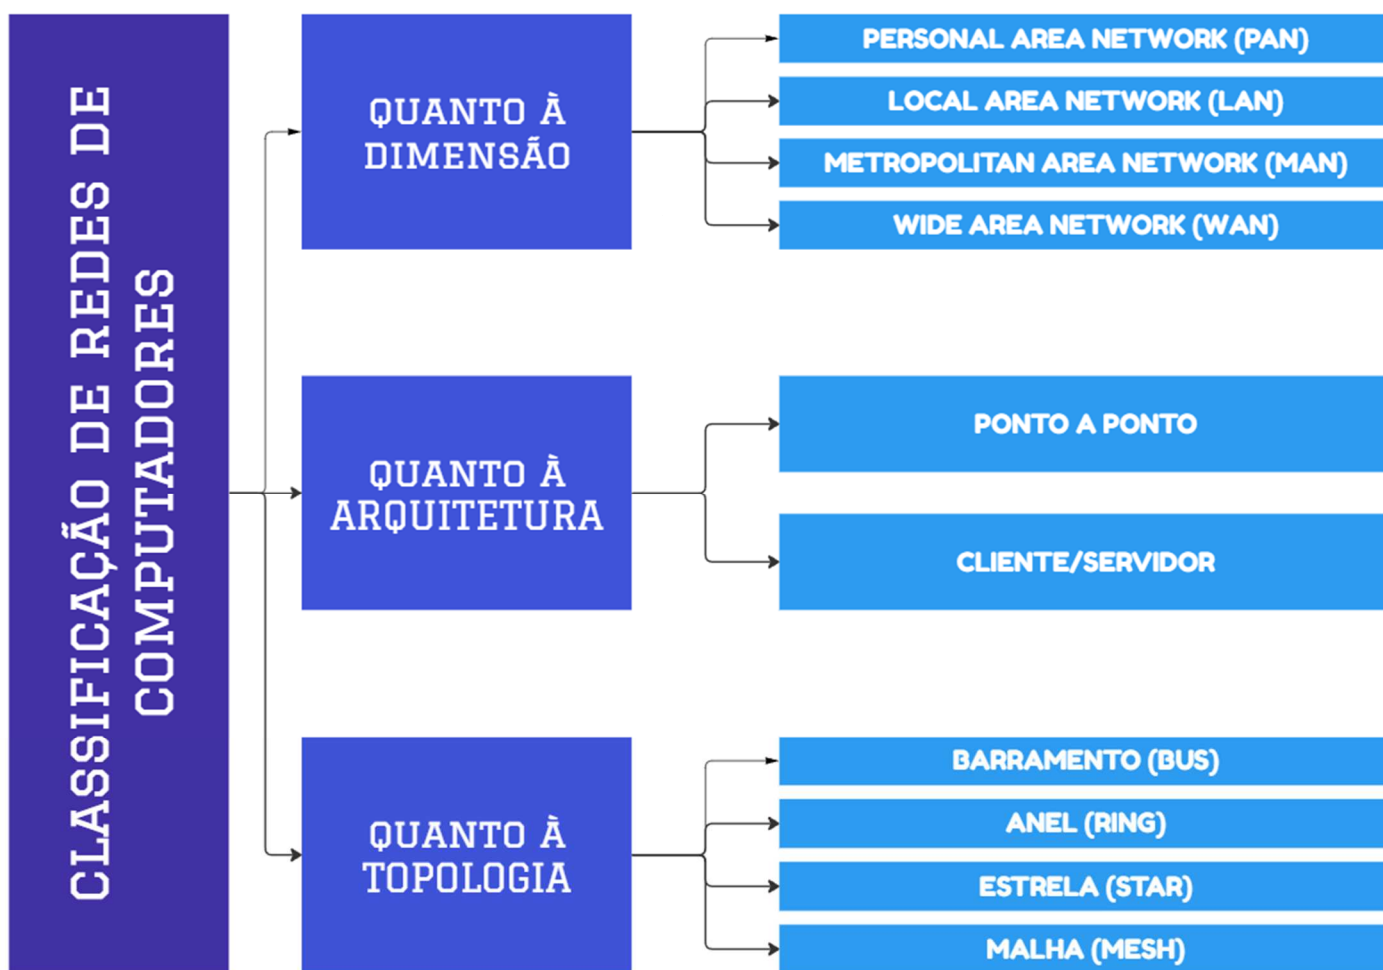 CLASSIFICAÇÃO DE REDES DE
COMPUTADORES
QUANTO À
DIMENSÃO
PERSONAL AREA NETWORK (PAN)
LOCAL AREA NETWORK (LAN)
METROPOLITAN AREA NETWORK (MAN)
WIDE AREA NETWORK (WAN)
QUANTO À
ARQUITETURA
PONTO A PONTO
CLIENTE/SERVIDOR
QUANTO À
TOPOLOGIA
BARRAMENTO (BUS)
ANEL (RING)
ESTRELA (STAR)
MALHA (MESH)